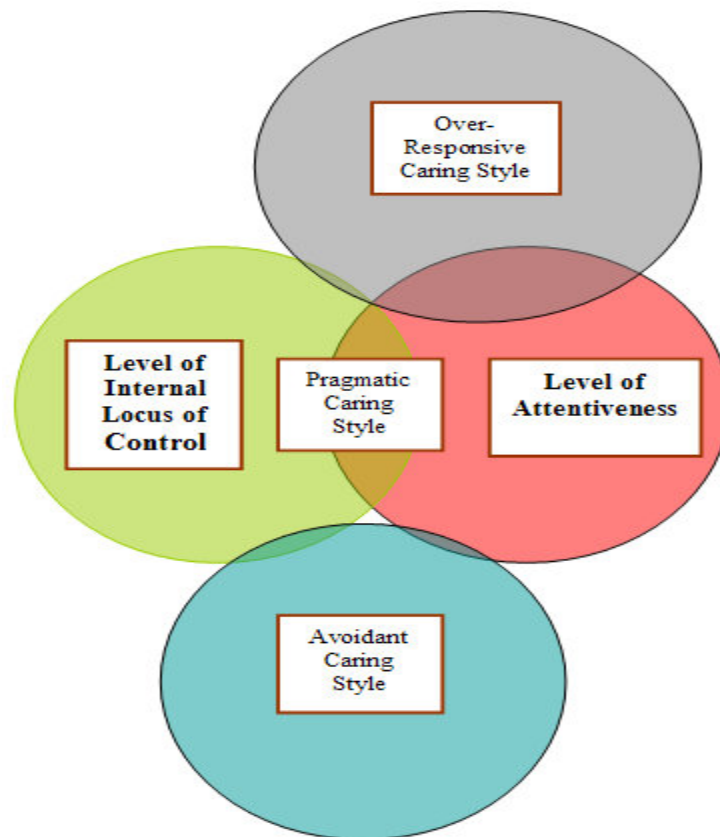 Over-
Responsive
Caring Style
Level of
Internal
Locus of
Control
Pragmatic
Caring
Style
Level of
Attentiveness
Avoidant
Caring
Style